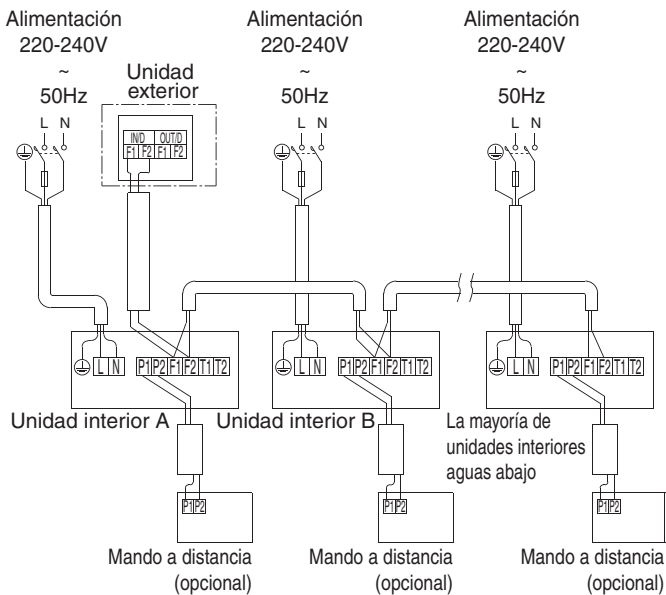 Alimentación
220-240V
~
50Hz
L N
Unidad
exterior
IN/D OUT/D
F1 F2 F1 F2
Alimentación
220-240V
~
50Hz
L N
Alimentación
220-240V
~
50Hz
L N
L N P1 P2 F1 F2 T1 T2
L N P1 P2 F1 F2 T1 T2
L N P1 P2 F1 F2 T1 T2
Unidad interior A
Unidad interior B
La mayoría de
unidades interiores
aguas abajo
P1 P2
P1 P2
P1 P2
Mando a distancia
(opcional)
Mando a distancia
(opcional)
Mando a distancia
(opcional)